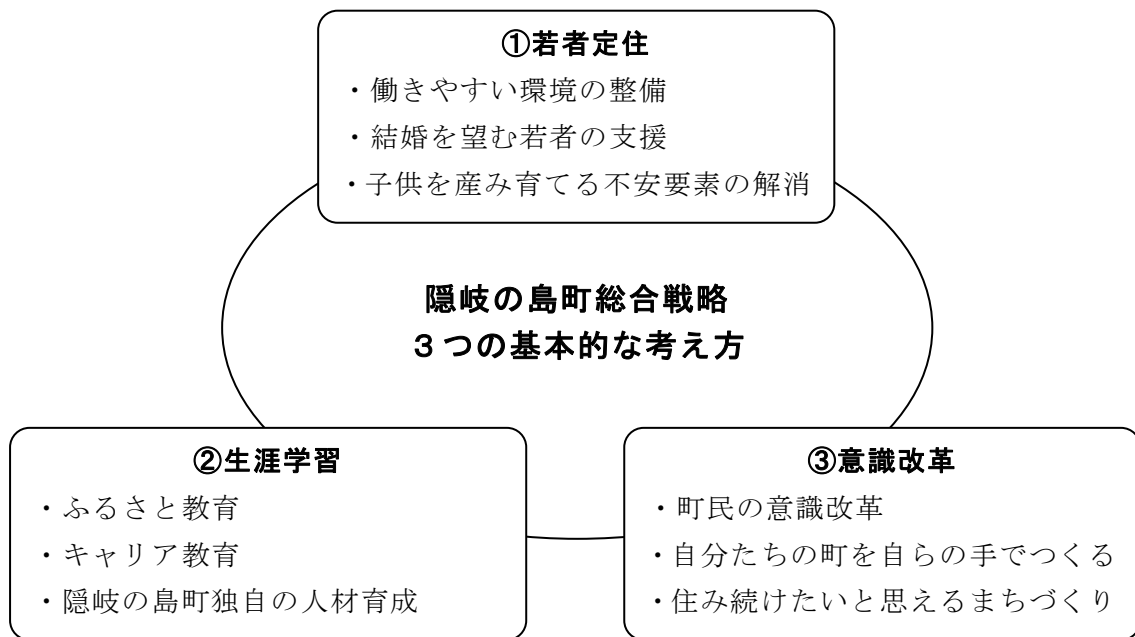 ①若者定住
・働きやすい環境の整備
・結婚を望む若者の支援
・子供を産み育てる不安要素の解消
隠岐の島町総合戦略
３つの基本的な考え方
②生涯学習
・ふるさと教育
・キャリア教育
・隠岐の島町独自の人材育成
③意識改革
・町民の意識改革
・自分たちの町を自らの手でつくる
・住み続けたいと思えるまちづくり